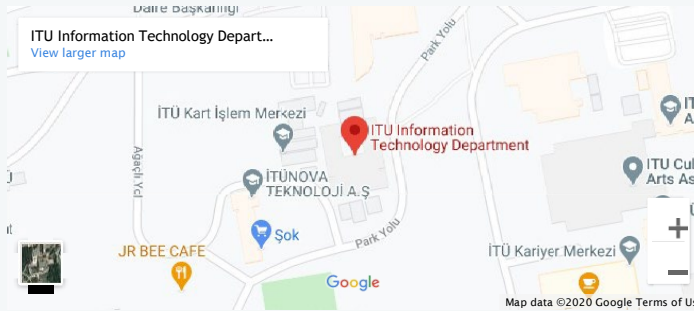 Daire Başkanlığı
ITU Information Technology Depart...
View larger map
Park Yolu
İTÜ Kart İşlem Merkezi
ITU Information
Technology Department
Ağaçlı Yol
İTÜNOVA
TEKNOLOJİ A.Ş
ITU Cul
Arts As
Şok
Park Yolu
JR BEE CAFE
İTÜ Kariyer Merkezi
Google
Map data ©2020 Google Terms of Us